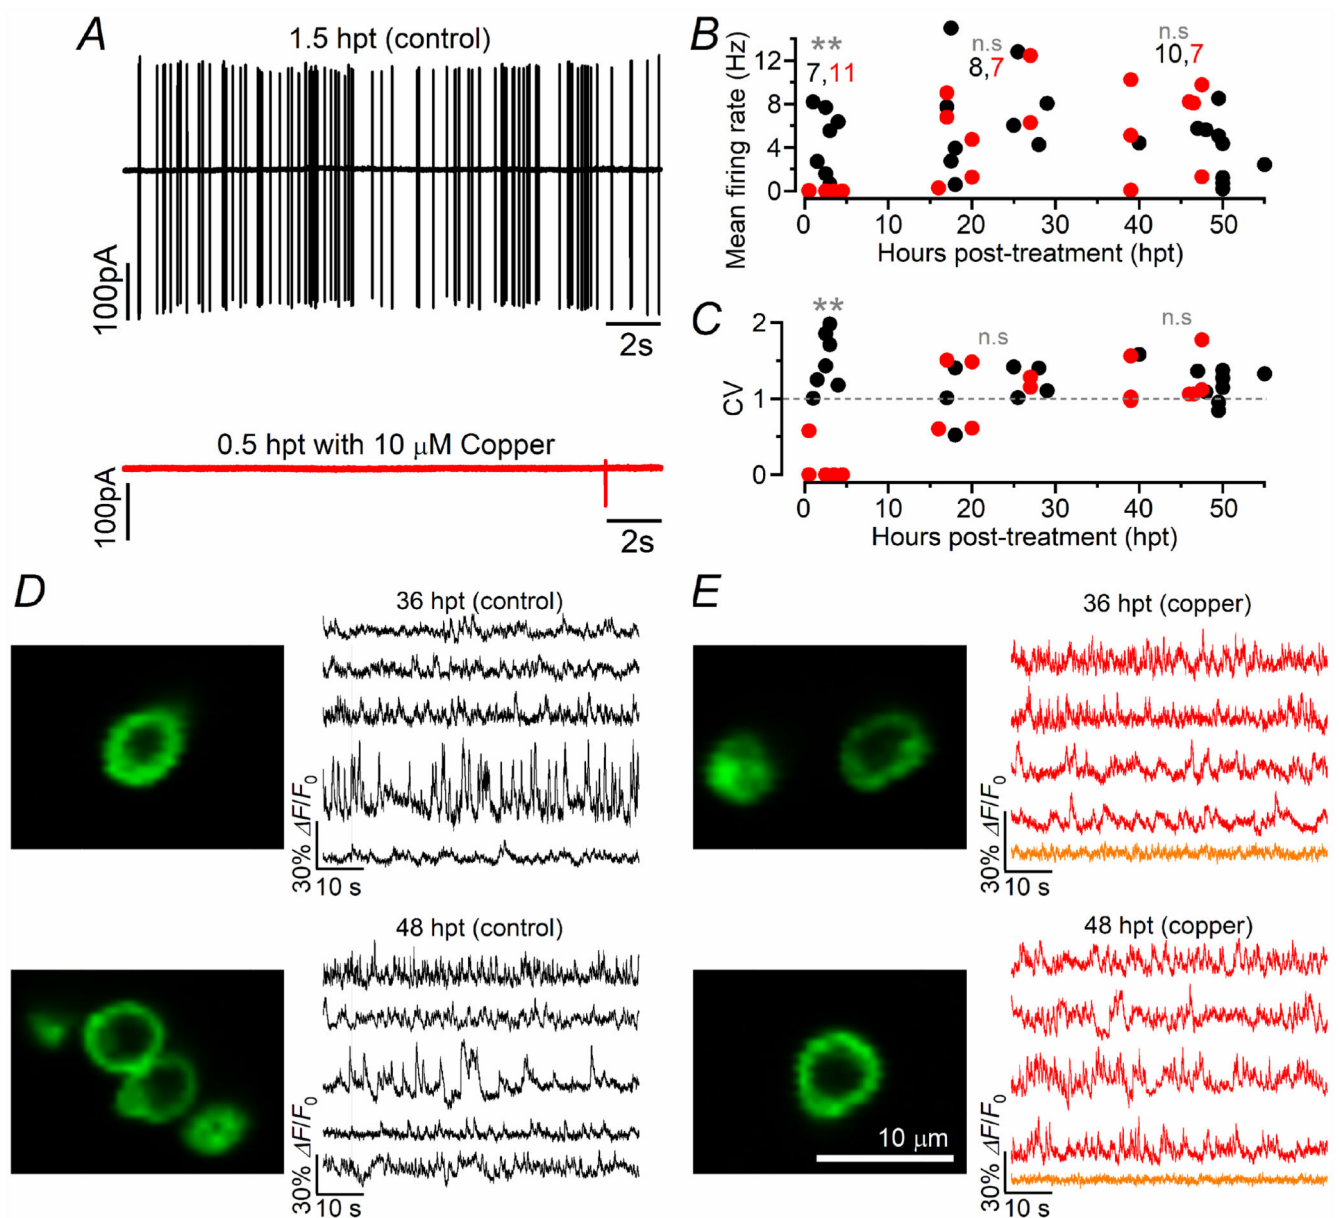 A
1.5 hpt (control)
100pA
2s
0.5 hpt with 10 μM Copper
100pA
2s
B
Mean firing rate (Hz)
12
8
4
0
**
7,11
n.s
8,7
n.s
10,7
0 10 20 30 40 50
Hours post-treatment (hpt)
C
CV
2
1
0
**
n.s
n.s
0 10 20 30 40 50
Hours post-treatment (hpt)
D
36 hpt (control)
30% ΔF/F0
10 s
48 hpt (control)
30% ΔF/F0
10 s
E
36 hpt (copper)
30% ΔF/F0
10 s
48 hpt (copper)
10 μm
30% ΔF/F0
10 s